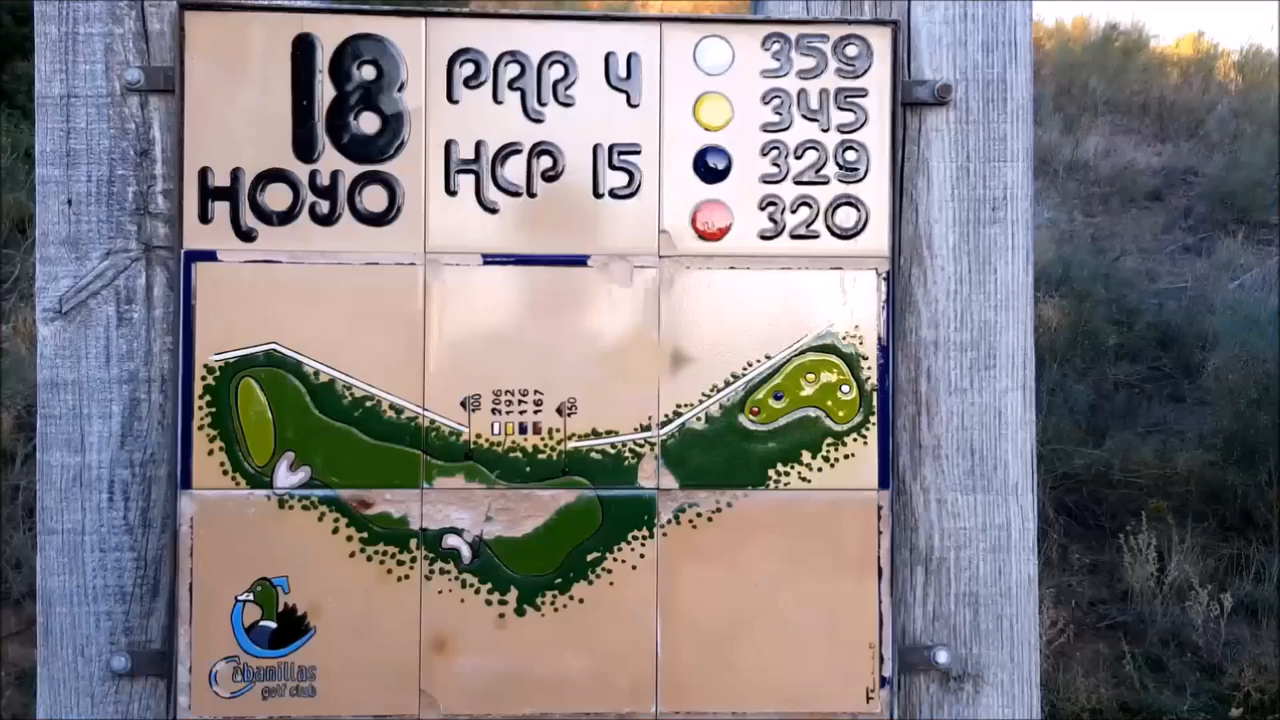 18
HOYO
PAR 4
HCP 15
359
345
329
320
100
206
192
176
167
150
Cabanillas
golf club